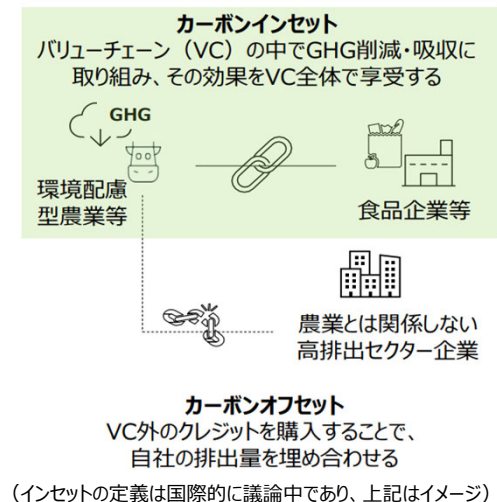 カーボンインセット
バリューチェーン（VC）の中でGHG削減・吸収に
取り組み、その効果をVC全体で享受する
GHG
環境配慮
型農業等
食品企業等
農業とは関係しない
高排出セクター企業
カーボンオフセット
VC外のクレジットを購入することで、
自社の排出量を埋め合わせる
（インセットの定義は国際的に議論中であり、上記はイメージ）